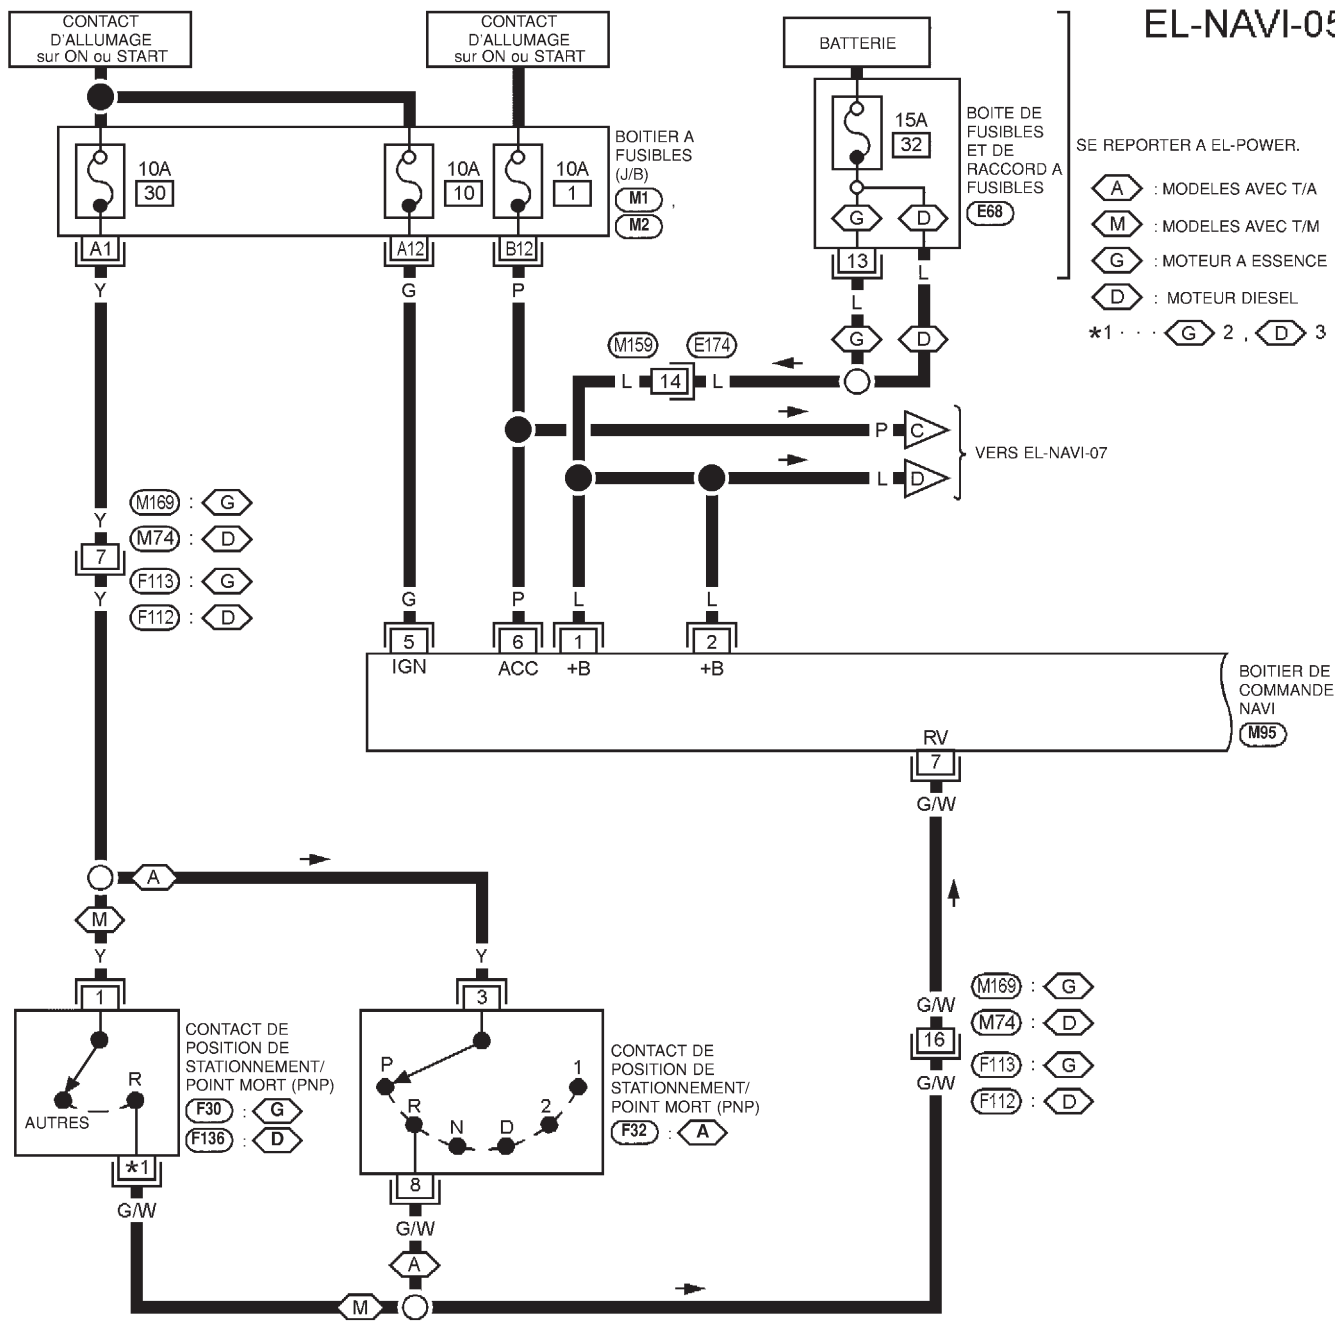 EL-NAVI-05
CONTACT
D'ALLUMAGE
sur ON ou START
CONTACT
D'ALLUMAGE
sur ON ou START
BATTERIE
10A
30
10A
10
10A
1
BOITIER A
FUSIBLES
(J/B)
M1 ,
M2
15A
32
G
D
BOITE DE
FUSIBLES
ET DE
RACCORD A
FUSIBLES
E68
SE REPORTER A EL-POWER.
A : MODELES AVEC T/A
M : MODELES AVEC T/M
G : MOTEUR A ESSENCE
D : MOTEUR DIESEL
*1 · · · G 2 , D 3
A1
A12
B12
13
Y
G
P
L
L
G
D
M159
E174
L
14
L
P
C
L
D
VERS EL-NAVI-07
M169 : G
M74 : D
F113 : G
F112 : D
Y
7
Y
G
P
L
L
5
6
1
2
IGN
ACC
+B
+B
BOITIER DE
COMMANDE
NAVI
M95
RV
7
G/W
A
M
Y
Y
1
3
CONTACT DE
POSITION DE
STATIONNEMENT/
POINT MORT (PNP)
F30 : G
F136 : D
AUTRES
R
*1
G/W
P
R
N
D
2
1
CONTACT DE
POSITION DE
STATIONNEMENT/
POINT MORT (PNP)
F32 : A
8
G/W
A
M
G/W
16
G/W
M169 : G
M74 : D
F113 : G
F112 : D